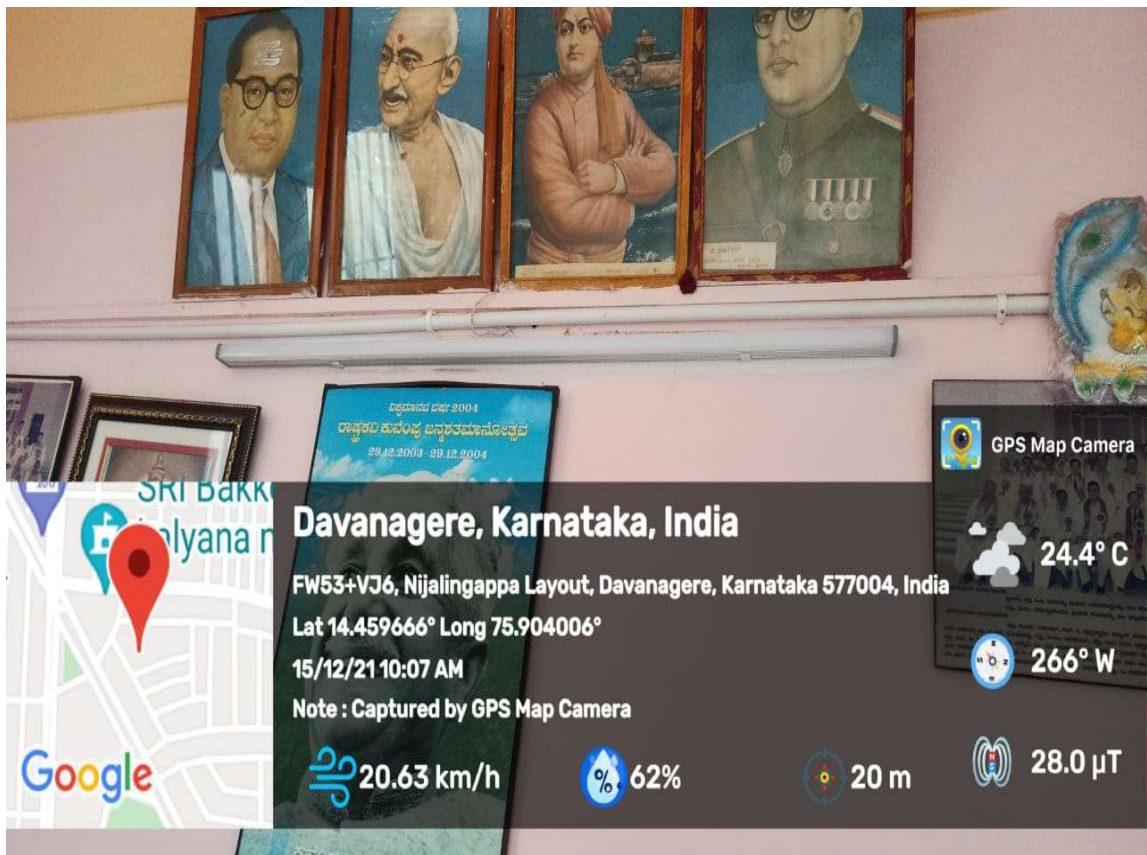 ವಿಶ್ವಮಾನವ ವರ್ಷ 2004
ರಾಷ್ಟ್ರಕವಿ ಕುವೆಂಪು ಜನ್ಮಶತಮಾನೋತ್ಸವ
29.12.2003 - 29.12.2004
GPS Map Camera
SRI Bakk
alyana
Davanagere, Karnataka, India
24.4° C
FW53+VJ6, Nijalingappa Layout, Davanagere, Karnataka 577004, India
Lat 14.459666° Long 75.904006°
266° W
15/12/21 10:07 AM
Note : Captured by GPS Map Camera
Google
20.63 km/h
62%
20 m
28.0 µT